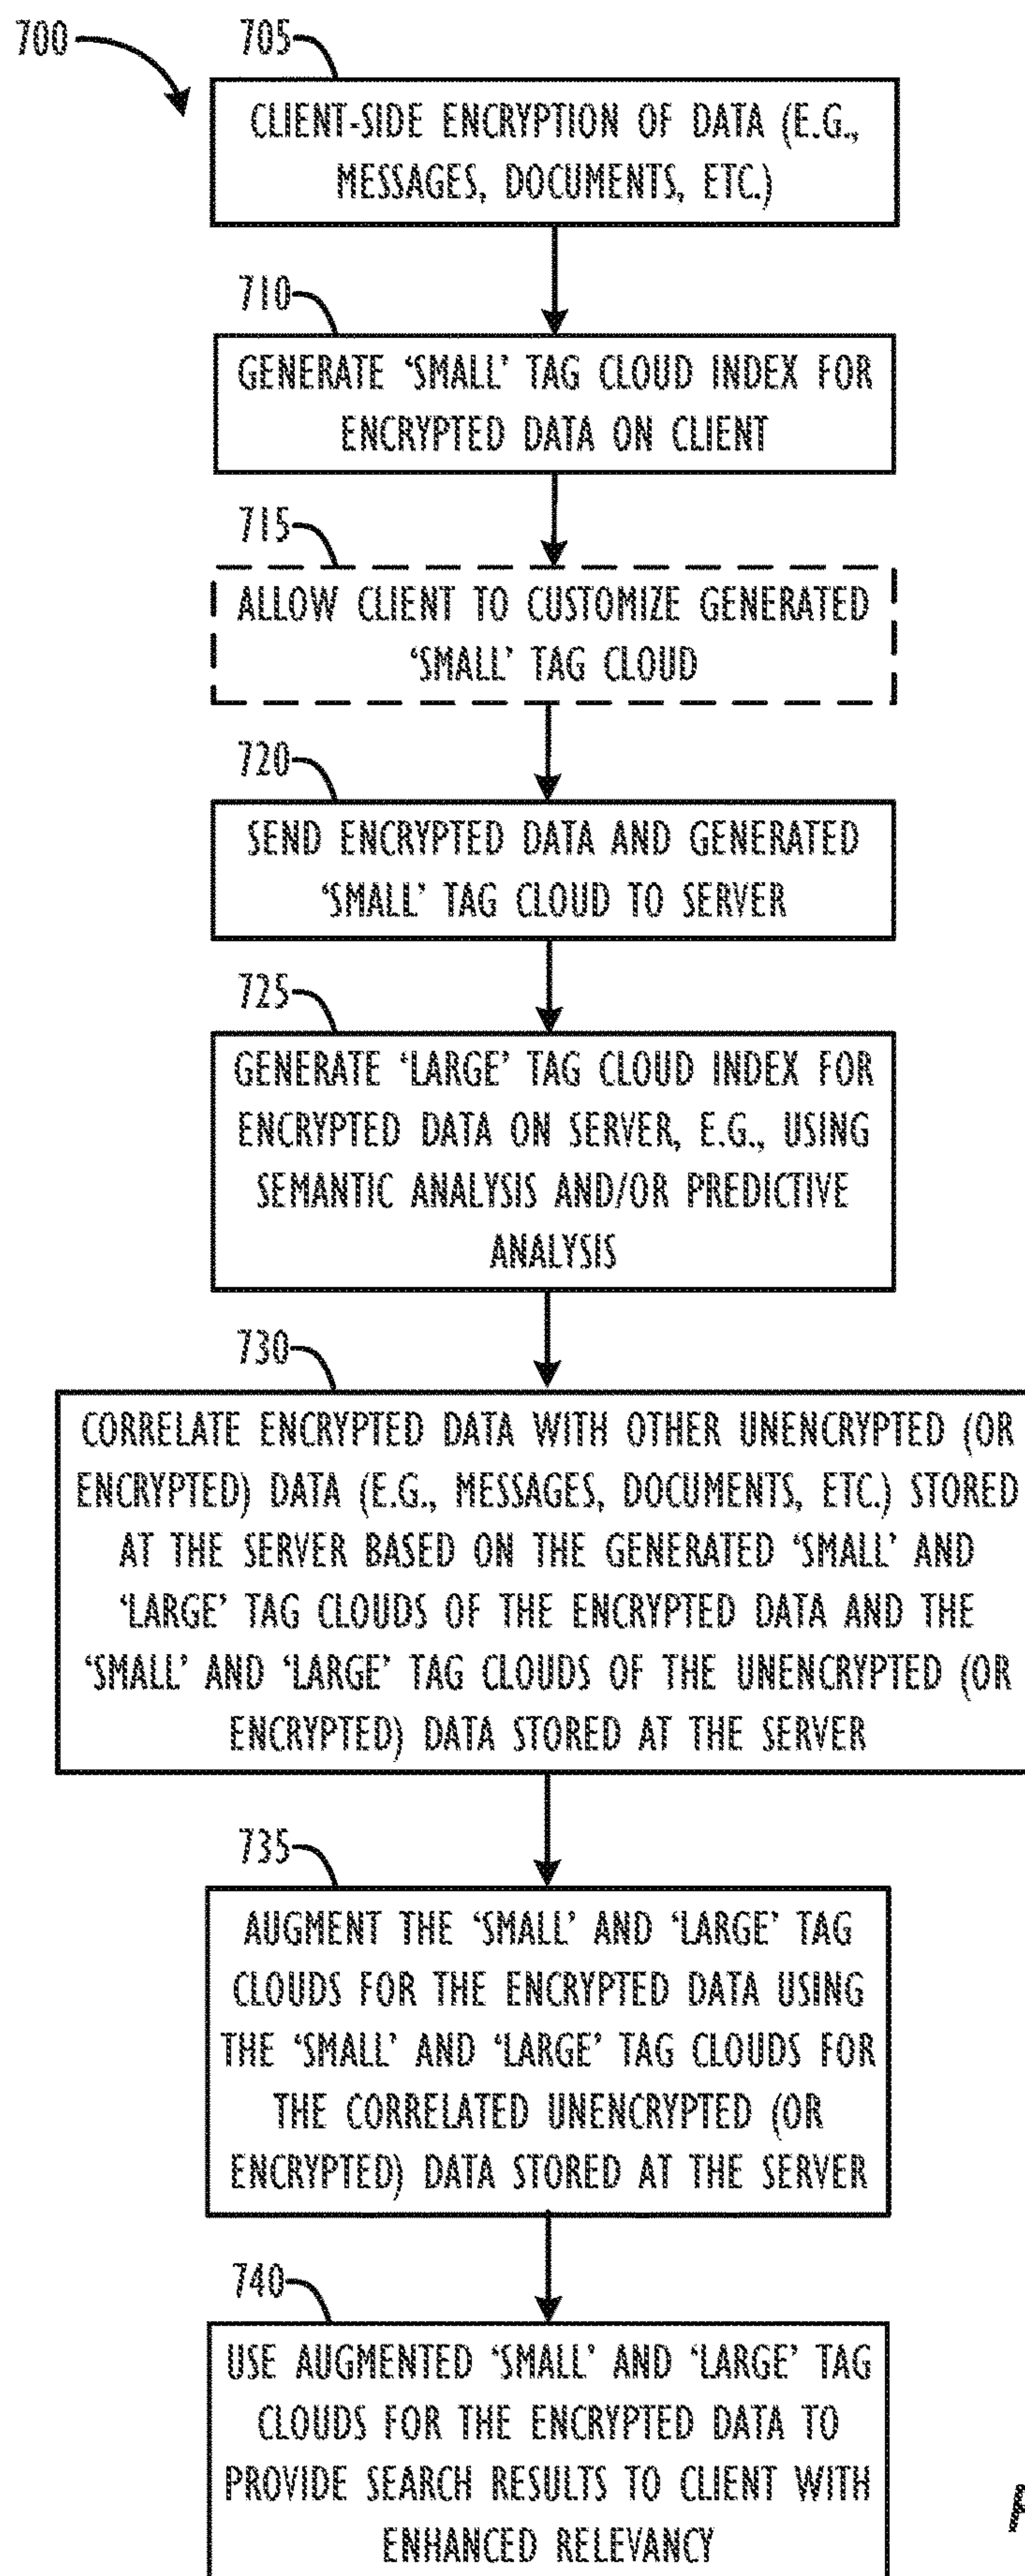 700
705
CLIENT-SIDE ENCRYPTION OF DATA (E.G.,
MESSAGES, DOCUMENTS, ETC.)
710
GENERATE ‘SMALL’ TAG CLOUD INDEX FOR
ENCRYPTED DATA ON CLIENT
715
ALLOW CLIENT TO CUSTOMIZE GENERATED
‘SMALL’ TAG CLOUD
720
SEND ENCRYPTED DATA AND GENERATED
‘SMALL’ TAG CLOUD TO SERVER
725
GENERATE ‘LARGE’ TAG CLOUD INDEX FOR
ENCRYPTED DATA ON SERVER, E.G., USING
SEMANTIC ANALYSIS AND/OR PREDICTIVE
ANALYSIS
730
CORRELATE ENCRYPTED DATA WITH OTHER UNENCRYPTED (OR
ENCRYPTED) DATA (E.G., MESSAGES, DOCUMENTS, ETC.) STORED
AT THE SERVER BASED ON THE GENERATED ‘SMALL’ AND
‘LARGE’ TAG CLOUDS OF THE ENCRYPTED DATA AND THE
‘SMALL’ AND ‘LARGE’ TAG CLOUDS OF THE UNENCRYPTED (OR
ENCRYPTED) DATA STORED AT THE SERVER
735
AUGMENT THE ‘SMALL’ AND ‘LARGE’ TAG
CLOUDS FOR THE ENCRYPTED DATA USING
THE ‘SMALL’ AND ‘LARGE’ TAG CLOUDS FOR
THE CORRELATED UNENCRYPTED (OR
ENCRYPTED) DATA STORED AT THE SERVER
740
USE AUGMENTED ‘SMALL’ AND ‘LARGE’ TAG
CLOUDS FOR THE ENCRYPTED DATA TO
PROVIDE SEARCH RESULTS TO CLIENT WITH
ENHANCED RELEVANCY